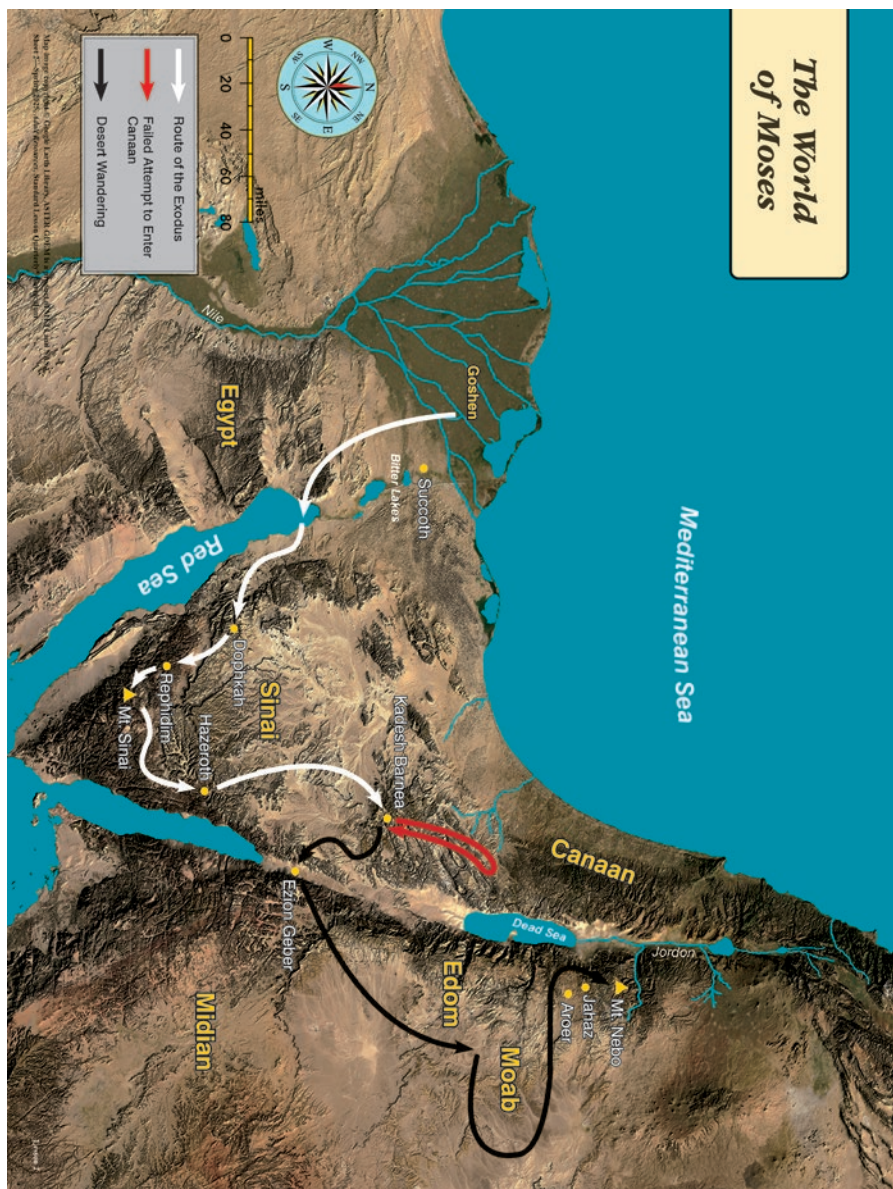 The World
of Moses
Mediterranean Sea
N
NE
E
SE
S
SW
W
NW
0
20
40
60
80
miles
Route of the Exodus
Failed Attempt to Enter
Canaan
Desert Wandering
Nile
Goshen
Egypt
Succoth
Bitter Lakes
Red Sea
Sinai
Dophkah
Rephidim
Mt. Sinai
Hazeroth
Kadesh Barnea
Ezion Geber
Canaan
Dead Sea
Jordon
Mt. Nebo
Jahaz
Aroer
Edom
Moab
Midian